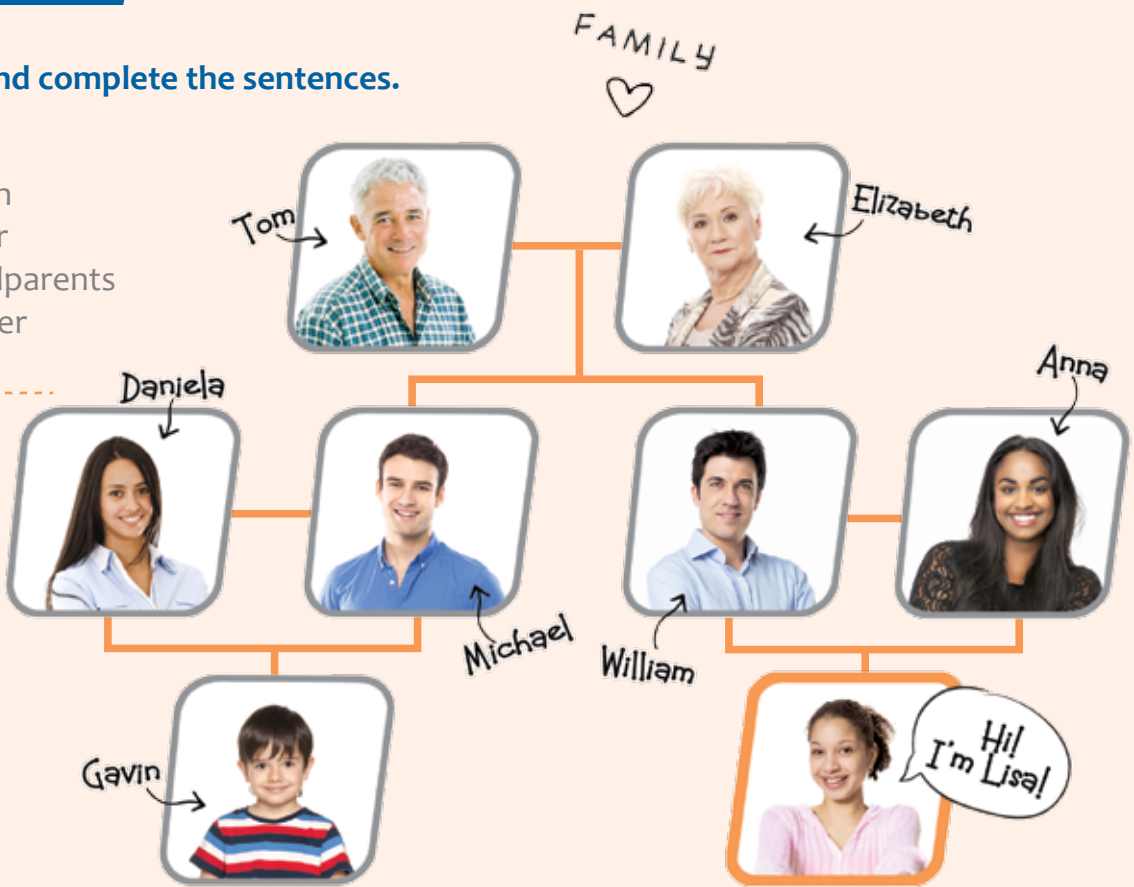 FAMILY
nd complete the sentences.
n
r
lparents
er
Tom
Elizabeth
Daniela
Anna
Michael
William
Gavin
Hi!
I'm Lisa!